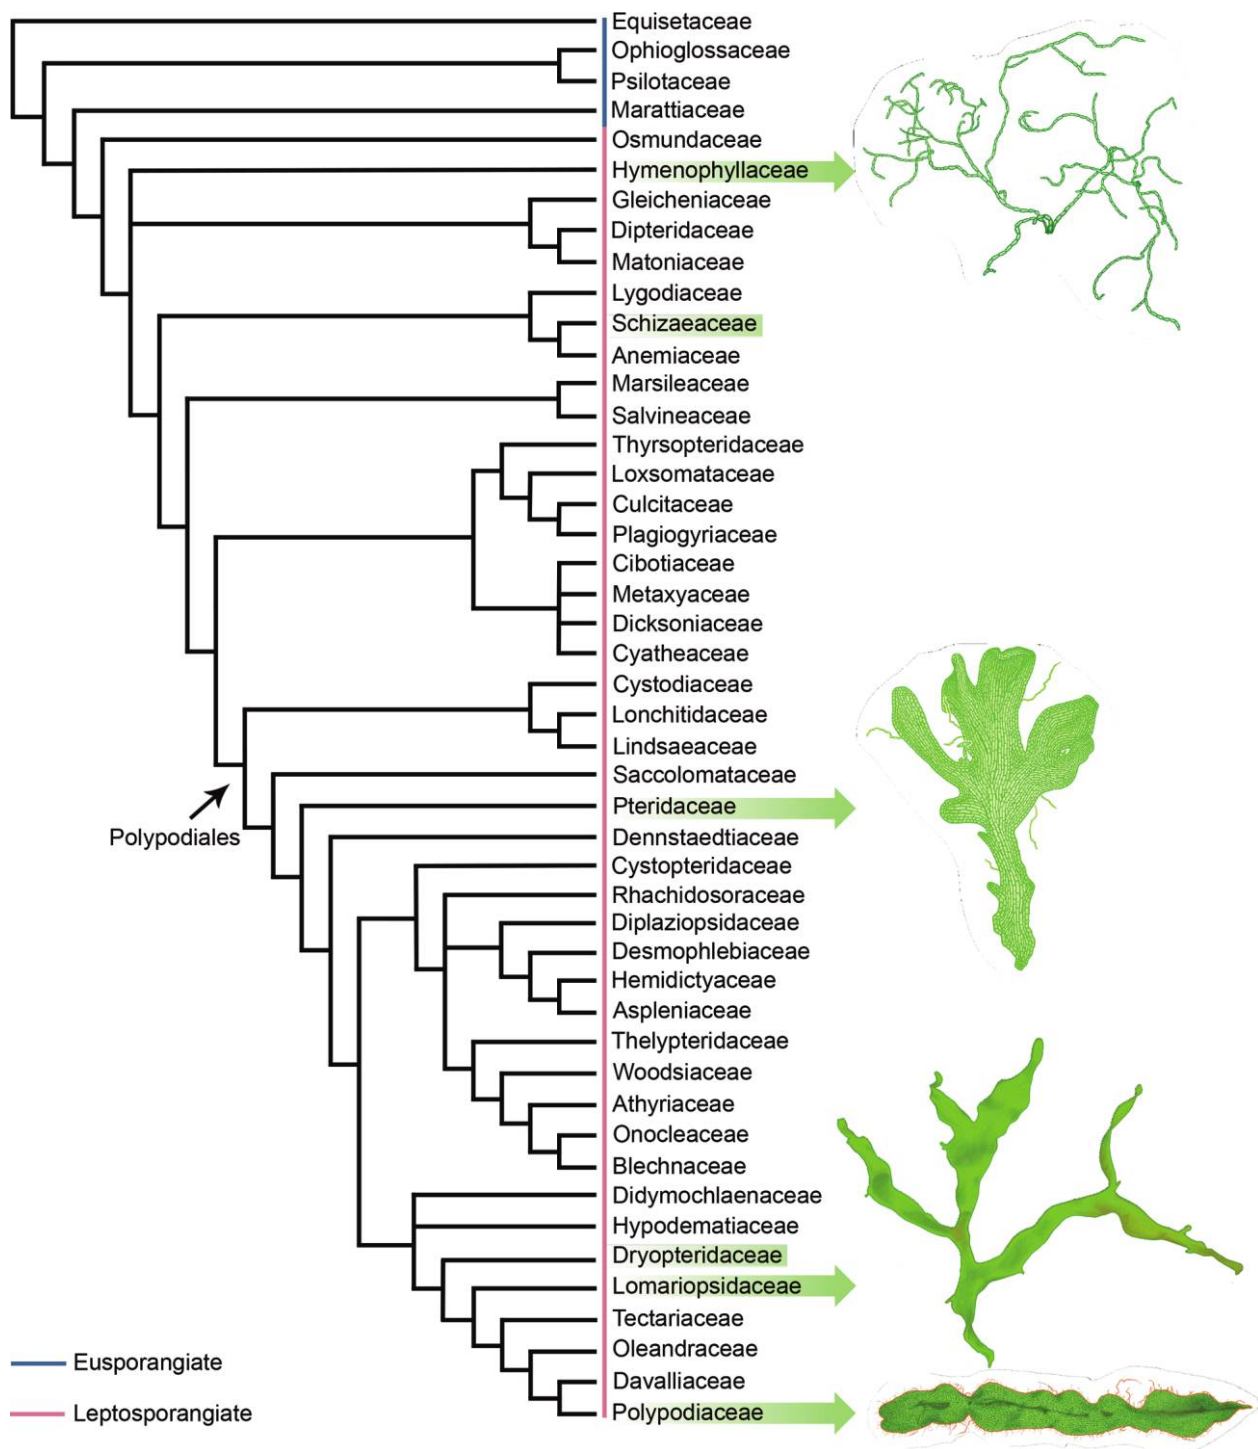 Equisetaceae
Ophioglossaceae
Psilotaceae
Marattiaceae
Osmundaceae
Hymenophyllaceae
Gleicheniaceae
Dipteridaceae
Matoniaceae
Lygodiaceae
Schizaeaceae
Anemiaceae
Marsileaceae
Salvineaceae
Thyrsopteridaceae
Loxsomataceae
Culcitaceae
Plagiogyriaceae
Cibotiaceae
Metaxyaceae
Dicksoniaceae
Cyatheaceae
Cystodiaceae
Lonchitidaceae
Lindsaeaceae
Saccolomataceae
Pteridaceae
Polypodiales
Dennstaedtiaceae
Cystopteridaceae
Rhachidosoraceae
Diplaziopsidaceae
Desmophlebiaceae
Hemidictyaceae
Aspleniaceae
Thelypteridaceae
Woodsiaceae
Athyriaceae
Onocleaceae
Blechnaceae
Didymochlaenaceae
Hypodematiaceae
Dryopteridaceae
Lomariopsidaceae
Tectariaceae
Oleandraceae
Davalliaceae
Polypodiaceae
Eusporangiate
Leptosporangiate